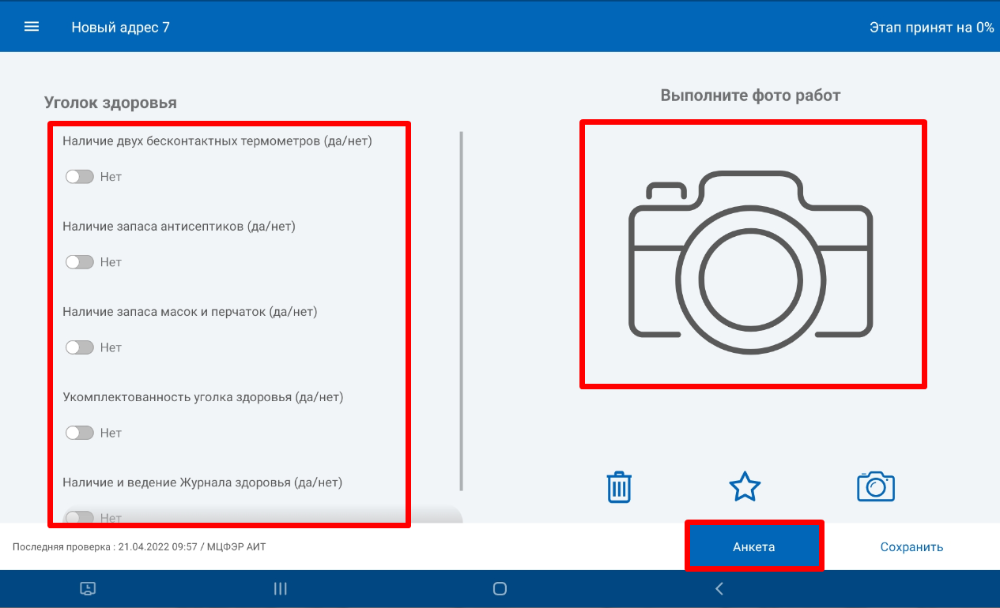 Новый адрес 7
Этап принят на 0%
Уголок здоровья
Выполните фото работ
Наличие двух бесконтактных термометров (да/нет)
Нет
Наличие запаса антисептиков (да/нет)
Нет
Наличие запаса масок и перчаток (да/нет)
Нет
Укомплектованность уголка здоровья (да/нет)
Нет
Наличие и ведение Журнала здоровья (да/нет)
Нет
Последняя проверка : 21.04.2022 09:57 / МЦФЭР АИТ
Анкета
Сохранить